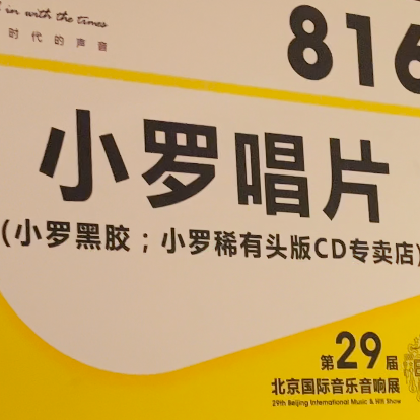 in with the times
时代的声音
816
小罗唱片
(小罗黑胶；小罗稀有头版CD专卖店)
第29届
北京国际音乐音响展
29th Beijing International Music & Hifi Show